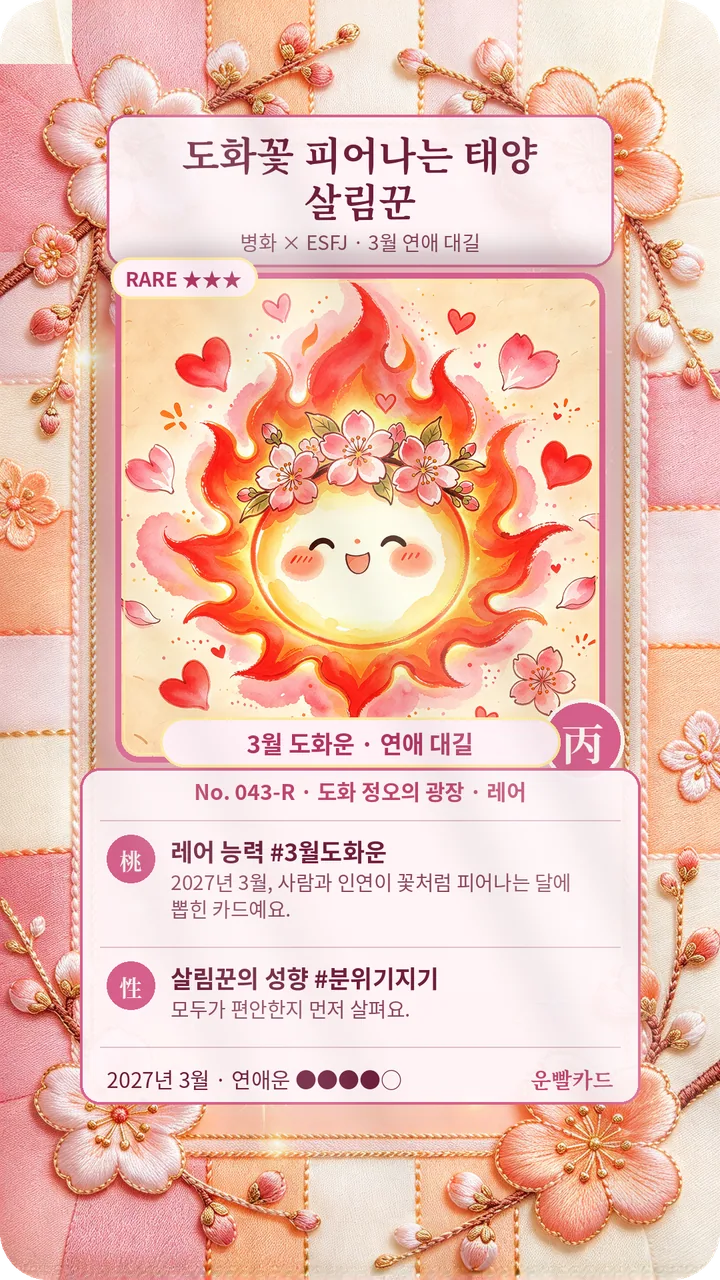 도화꽃 피어나는 태양
살림꾼
병화 × ESFJ · 3월 연애 대길
RARE ★★★
3월 도화운 · 연애 대길
丙
No. 043-R · 도화 정오의 광장 · 레어
桃
레어 능력 #3월도화운
2027년 3월, 사람과 인연이 꽃처럼 피어나는 달에
뽑힌 카드예요.
性
살림꾼의 성향 #분위기지기
모두가 편안한지 먼저 살펴요.
2027년 3월 · 연애운 ●●●●○
운빨카드